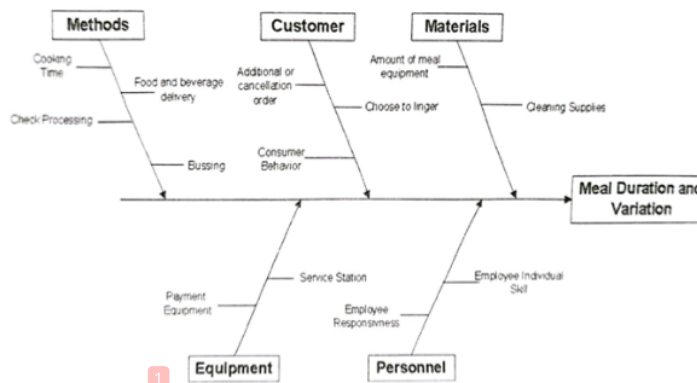 Methods
Customer
Materials
Cooking
Time
Food and beverage
delivery
Check Processing
Bussing
Additional or
cancellation
order
Choose to linger
Consumer
Behavior
Amount of meal
equipment
Cleaning Supplies
Meal Duration and
Variation
Service Station
Payment
Equipment
Employee Individual
Skill
Employee
Responsivness
Equipment
Personnel
1